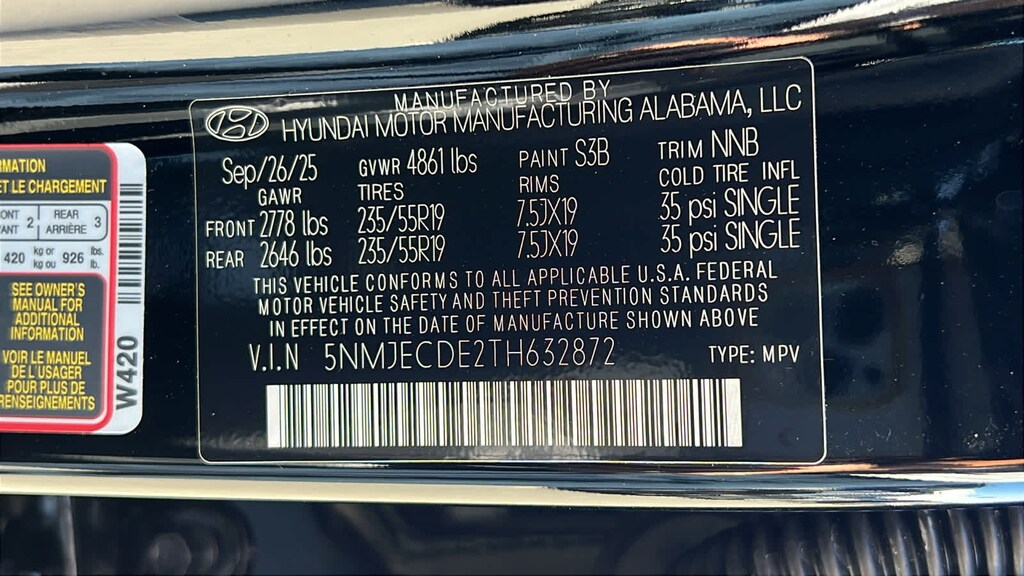 MANUFACTURED BY
HYUNDAI MOTOR MANUFACTURING ALABAMA, LLC
Sep/26/25 GVWR 4861 lbs PAINT S3B TRIM NNB
GAWR TIRES RIMS COLD TIRE INFL
FRONT 2778 lbs 235/55R19 7.5JX19 35 psi SINGLE
REAR 2646 lbs 235/55R19 7.5JX19 35 psi SINGLE
THIS VEHICLE CONFORMS TO ALL APPLICABLE U.S.A. FEDERAL
MOTOR VEHICLE SAFETY AND THEFT PREVENTION STANDARDS
IN EFFECT ON THE DATE OF MANUFACTURE SHOWN ABOVE
V.I.N 5NMJECDE2TH632872 TYPE: MPV
RMATION
ET LE CHARGEMENT
ONT 2 REAR 3
ANT ARRIÈRE
420 kg or 926 lbs.
kg ou lb.
SEE OWNER'S
MANUAL FOR
ADDITIONAL
INFORMATION
VOIR LE MANUEL
DE L'USAGER
POUR PLUS DE
RENSEIGNEMENTS
W420